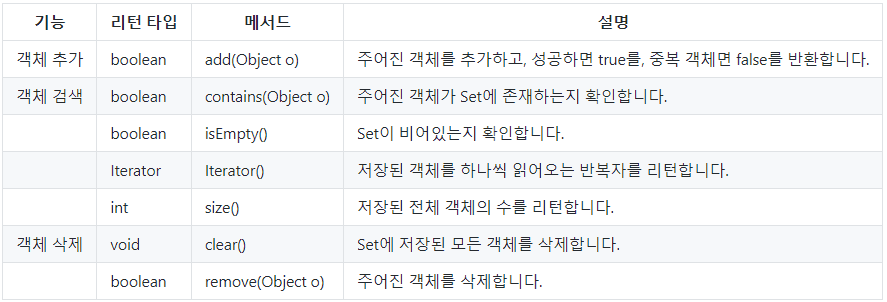 기능 리턴 타입 메서드 설명
객체 추가 boolean add(Object o) 주어진 객체를 추가하고, 성공하면 true를, 중복 객체면 false를 반환합니다.
객체 검색 boolean contains(Object o) 주어진 객체가 Set에 존재하는지 확인합니다.
boolean isEmpty() Set이 비어있는지 확인합니다.
Iterator Iterator() 저장된 객체를 하나씩 읽어오는 반복자를 리턴합니다.
int size() 저장된 전체 객체의 수를 리턴합니다.
객체 삭제 void clear() Set에 저장된 모든 객체를 삭제합니다.
boolean remove(Object o) 주어진 객체를 삭제합니다.